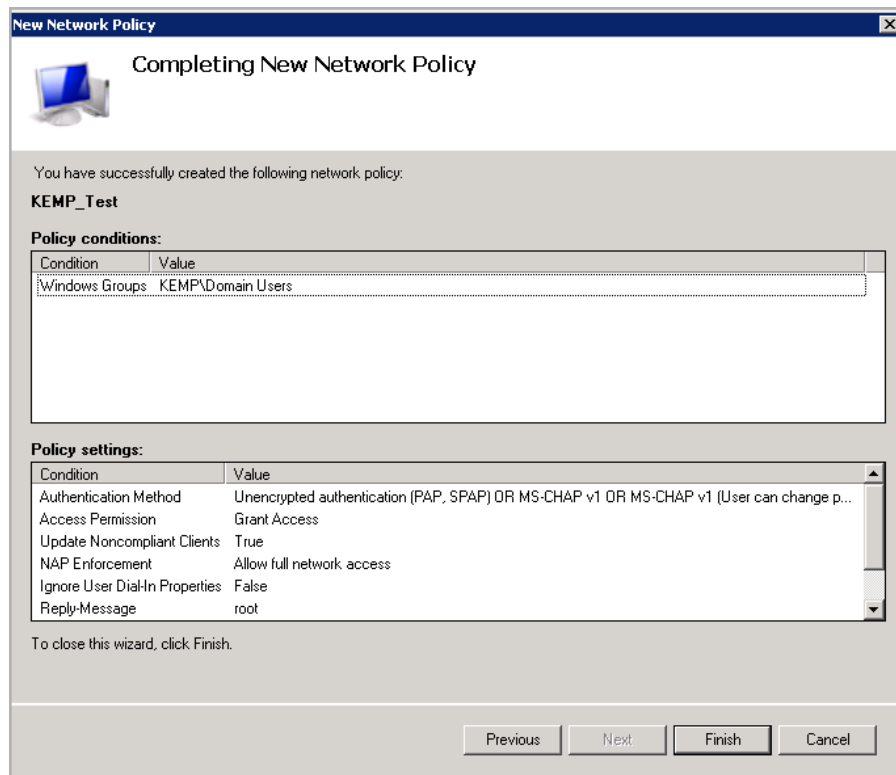 New Network Policy
Completing New Network Policy
You have successfully created the following network policy:
KEMP_Test
Policy conditions:
Condition Value
Windows Groups KEMP\Domain Users
Policy settings:
Condition Value
Authentication Method Unencrypted authentication (PAP, SPAP) OR MS-CHAP v1 OR MS-CHAP v1 (User can change p...
Access Permission Grant Access
Update Noncompliant Clients True
NAP Enforcement Allow full network access
Ignore User Dial-In Properties False
Reply-Message root
To close this wizard, click Finish.
Previous Next Finish Cancel